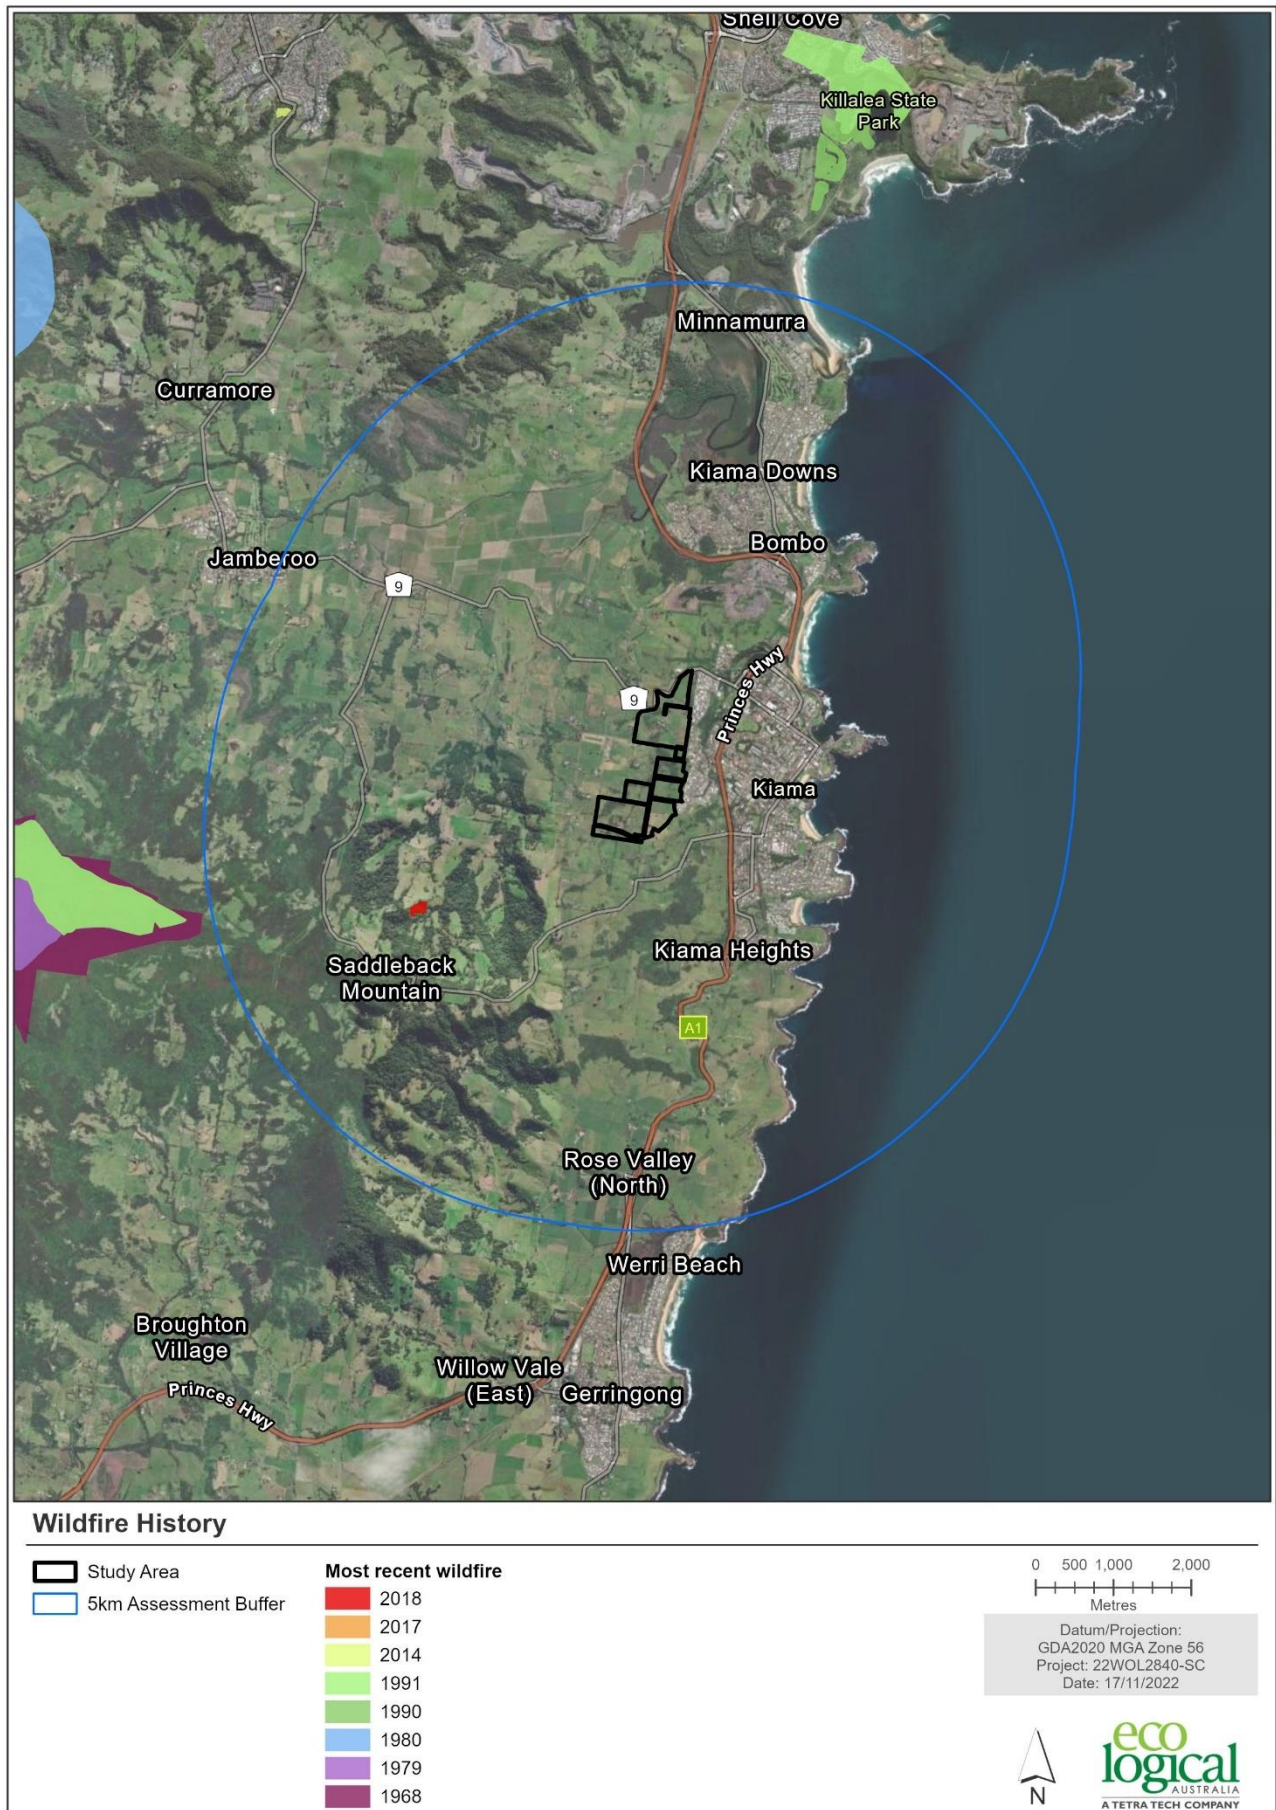 Shell Cove
Killalea State
Park
Minnamurra
Curramore
Kiama Downs
Bombo
Jamberoo
9
9
Princes Hwy
Kiama
Kiama Heights
Saddleback
Mountain
A1
Rose Valley
(North)
Werri Beach
Broughton
Village
Willow Vale
(East)
Gerringong
Princes Hwy
Wildfire History
Study Area
5km Assessment Buffer
Most recent wildfire
2018
2017
2014
1991
1990
1980
1979
1968
0 500 1,000 2,000
Metres
Datum/Projection:
GDA2020 MGA Zone 56
Project: 22WOL2840-SC
Date: 17/11/2022
N
eco
logical
AUSTRALIA
A TETRA TECH COMPANY